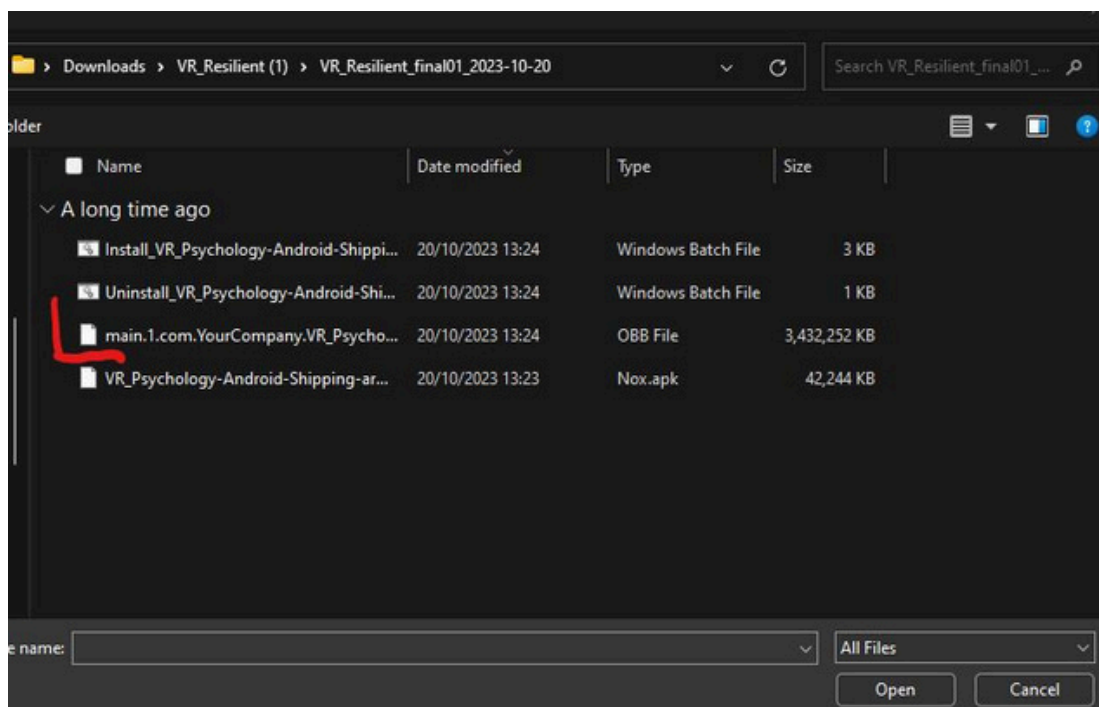 Downloads > VR_Resilient (1) > VR_Resilient_final01_2023-10-20
Search VR_Resilient_final01_...
older
Name Date modified Type Size
A long time ago
Install_VR_Psychology-Android-Shippi... 20/10/2023 13:24 Windows Batch File 3 KB
Uninstall_VR_Psychology-Android-Shi... 20/10/2023 13:24 Windows Batch File 1 KB
main.1.com.YourCompany.VR_Psycho... 20/10/2023 13:24 OBB File 3,432,252 KB
VR_Psychology-Android-Shipping-ar... 20/10/2023 13:23 Nox.apk 42,244 KB
e name: All Files
Open Cancel